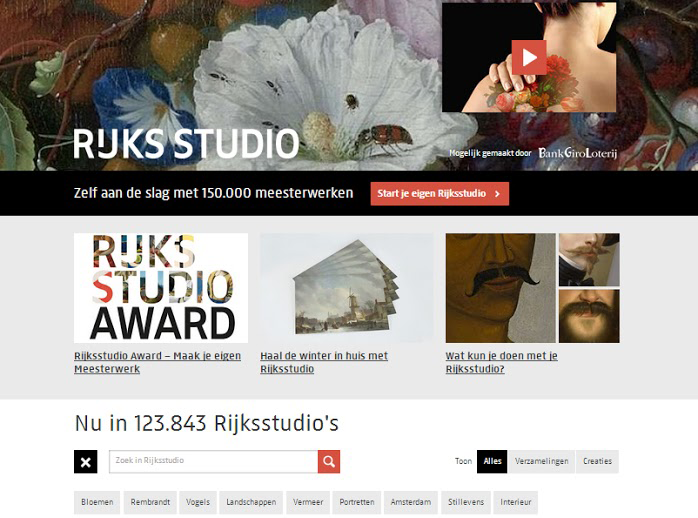 RIJKS STUDIO
Mogelijk gemaakt door BankGiroLoterij
Zelf aan de slag met 150.000 meesterwerken
Start je eigen Rijksstudio
RIJKS
STUDIO
AWARD
Rijksstudio Award – Maak je eigen
Meesterwerk
Haal de winter in huis met
Rijksstudio
Wat kun je doen met je
Rijksstudio?
Nu in 123.843 Rijksstudio's
Zoek in Rijksstudio
Toon Alles Verzamelingen Creaties
Bloemen Rembrandt Vogels Landschappen Vermeer Portretten Amsterdam Stillevens Interieur